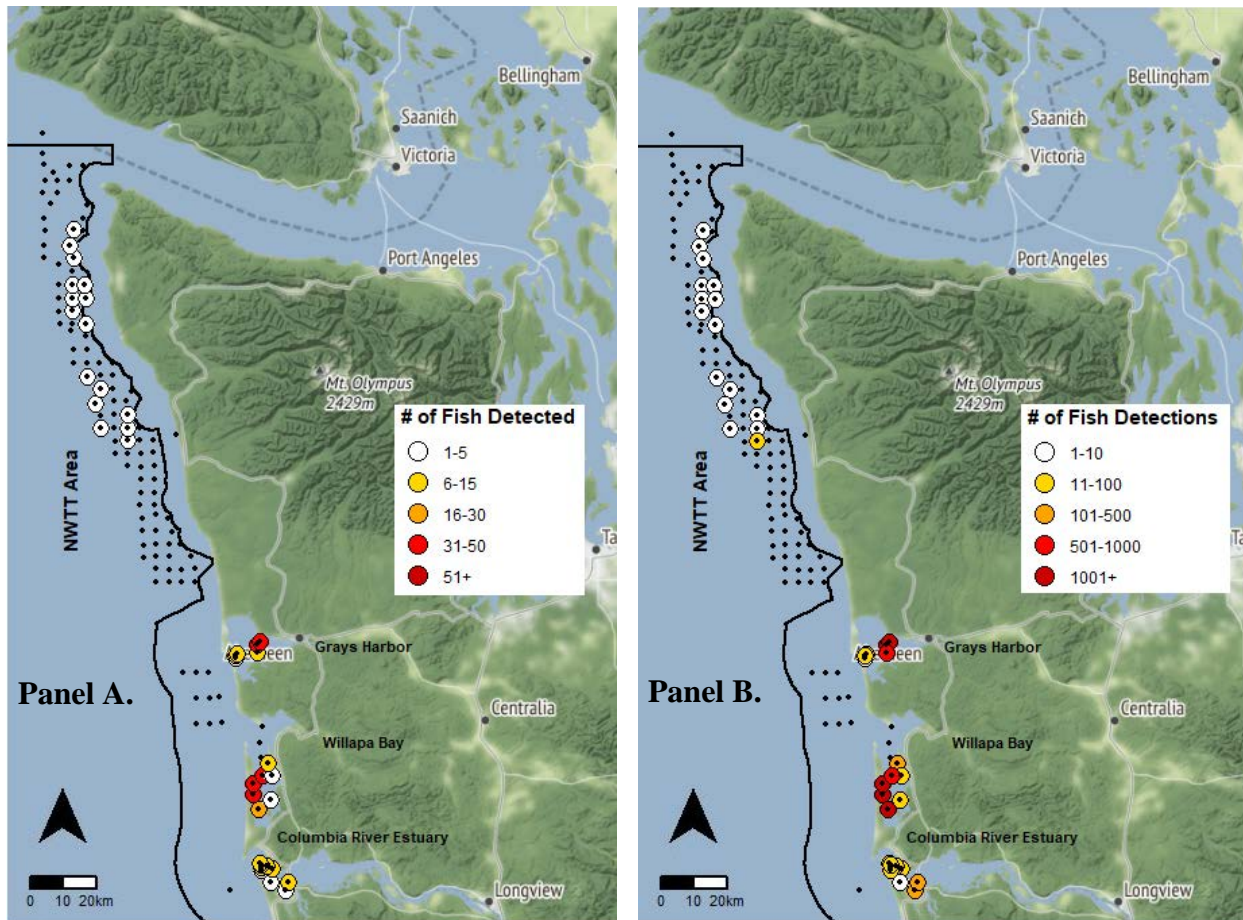 Bellingham
Saanich
Victoria
Port Angeles
Mt. Olympus
2429m
# of Fish Detected
1-5
6-15
16-30
31-50
51+
NWTT Area
Aberdeen
Grays Harbor
Panel A.
Centralia
Willapa Bay
Columbia River Estuary
Longview
0 10 20km
Bellingham
Saanich
Victoria
Port Angeles
Mt. Olympus
2429m
# of Fish Detections
1-10
11-100
101-500
501-1000
1001+
Ta
NWTT Area
Grays Harbor
Panel B.
Centralia
Willapa Bay
Columbia River Estuary
Longview
0 10 20km